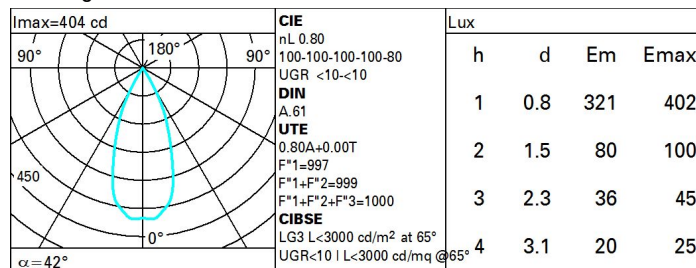 Imax=404 cd
90°
180°
90°
450
0°
α=42°
CIE
nL 0.80
100-100-100-100-80
UGR <10-<10
DIN
A.61
UTE
0.80A+0.00T
F"1=997
F"1+F"2=999
F"1+F"2+F"3=1000
CIBSE
LG3 L<3000 cd/m² at 65°
UGR<10 | L<3000 cd/mq @65°
Lux
h d Em Emax
1 0.8 321 402
2 1.5 80 100
3 2.3 36 45
4 3.1 20 25